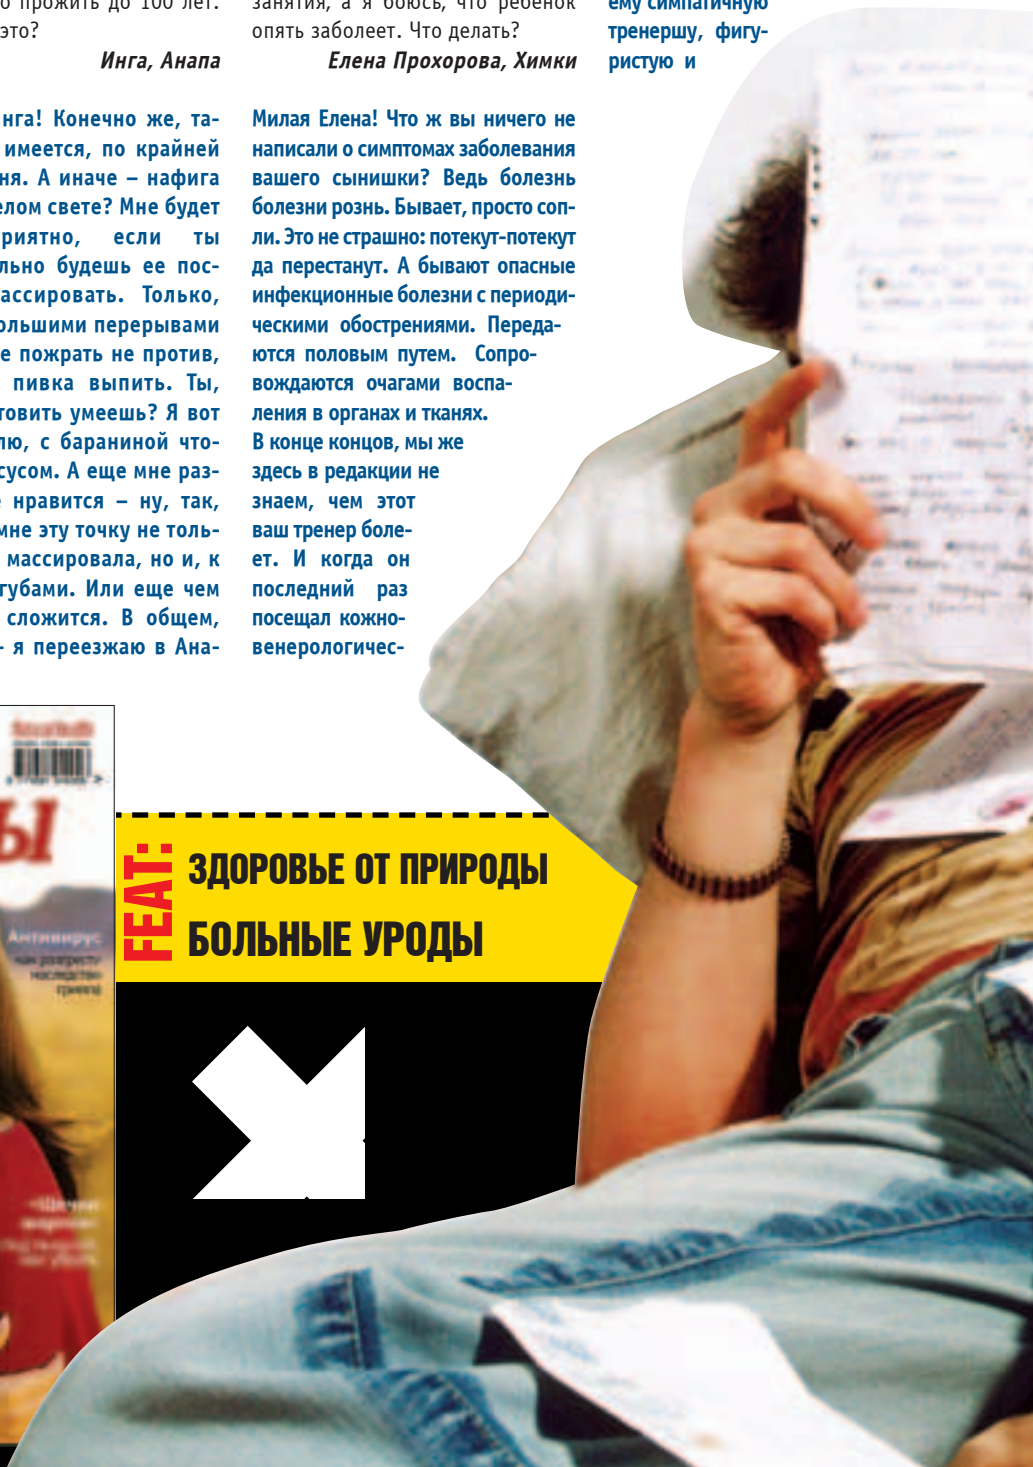 о прожить до 100 лет.
это?
Инга, Анапа
нга! Конечно же, та-
имеется, по крайней
ня. А иначе – нафига
елом свете? Мне будет
риятно, если ты
льно будешь ее пос-
ассировать. Только,
ольшими перерывами
е пожрать не против,
пивка выпить. Ты,
товить умеешь? Я вот
лю, с бараниной что-
сусом. А еще мне раз-
е нравится – ну, так,
мне эту точку не толь-
массировала, но и, к
губами. Или еще чем
сложится. В общем,
- я переезжаю в Ана-
занятия, а я боюсь, что ребенок
опять заболеет. Что делать?
Елена Прохорова, Химки
Милая Елена! Что ж вы ничего не
написали о симптомах заболевания
вашего сынишки? Ведь болезнь
болезни рознь. Бывает, просто соп-
ли. Это не страшно: потекут-потекут
да перестанут. А бывают опасные
инфекционные болезни с периоди-
ческими обострениями. Переда-
ются половым путем. Сопро-
вождаются очагами воспа-
ления в органах и тканях.
В конце концов, мы же
здесь в редакции не
знаем, чем этот
ваш тренер боле-
ет. И когда он
последний раз
посещал кожно-
венерологичес-
ему симпатичную
тренершу, фигу-
ристую и
Ы
Антивирус
FEAT:
ЗДОРОВЬЕ ОТ ПРИРОДЫ
БОЛЬНЫЕ УРОДЫ